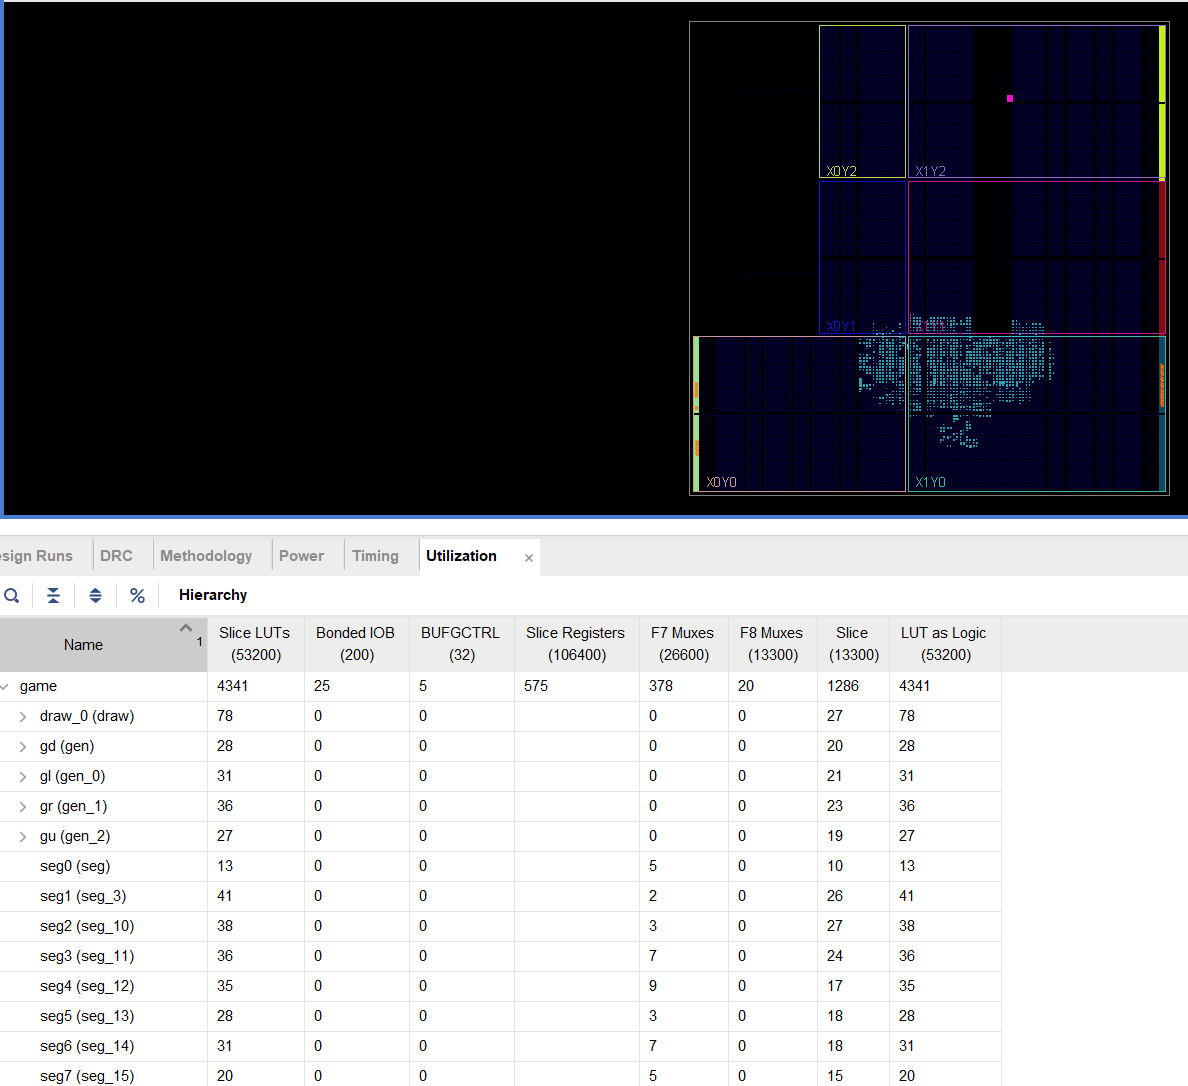 X0Y2 X1Y2
X0Y1 X1Y1
X0Y0 X1Y0
esign Runs DRC Methodology Power Timing Utilization ×
% Hierarchy
Name 1 Slice LUTs (53200) Bonded IOB (200) BUFGCTRL (32) Slice Registers (106400) F7 Muxes (26600) F8 Muxes (13300) Slice (13300) LUT as Logic (53200)
game 4341 25 5 575 378 20 1286 4341
draw_0 (draw) 78 0 0 0 0 27 78
gd (gen) 28 0 0 0 0 20 28
gl (gen_0) 31 0 0 0 0 21 31
gr (gen_1) 36 0 0 0 0 23 36
gu (gen_2) 27 0 0 0 0 19 27
seg0 (seg) 13 0 0 5 0 10 13
seg1 (seg_3) 41 0 0 2 0 26 41
seg2 (seg_10) 38 0 0 3 0 27 38
seg3 (seg_11) 36 0 0 7 0 24 36
seg4 (seg_12) 35 0 0 9 0 17 35
seg5 (seg_13) 28 0 0 3 0 18 28
seg6 (seg_14) 31 0 0 7 0 18 31
seg7 (seg_15) 20 0 0 5 0 15 20